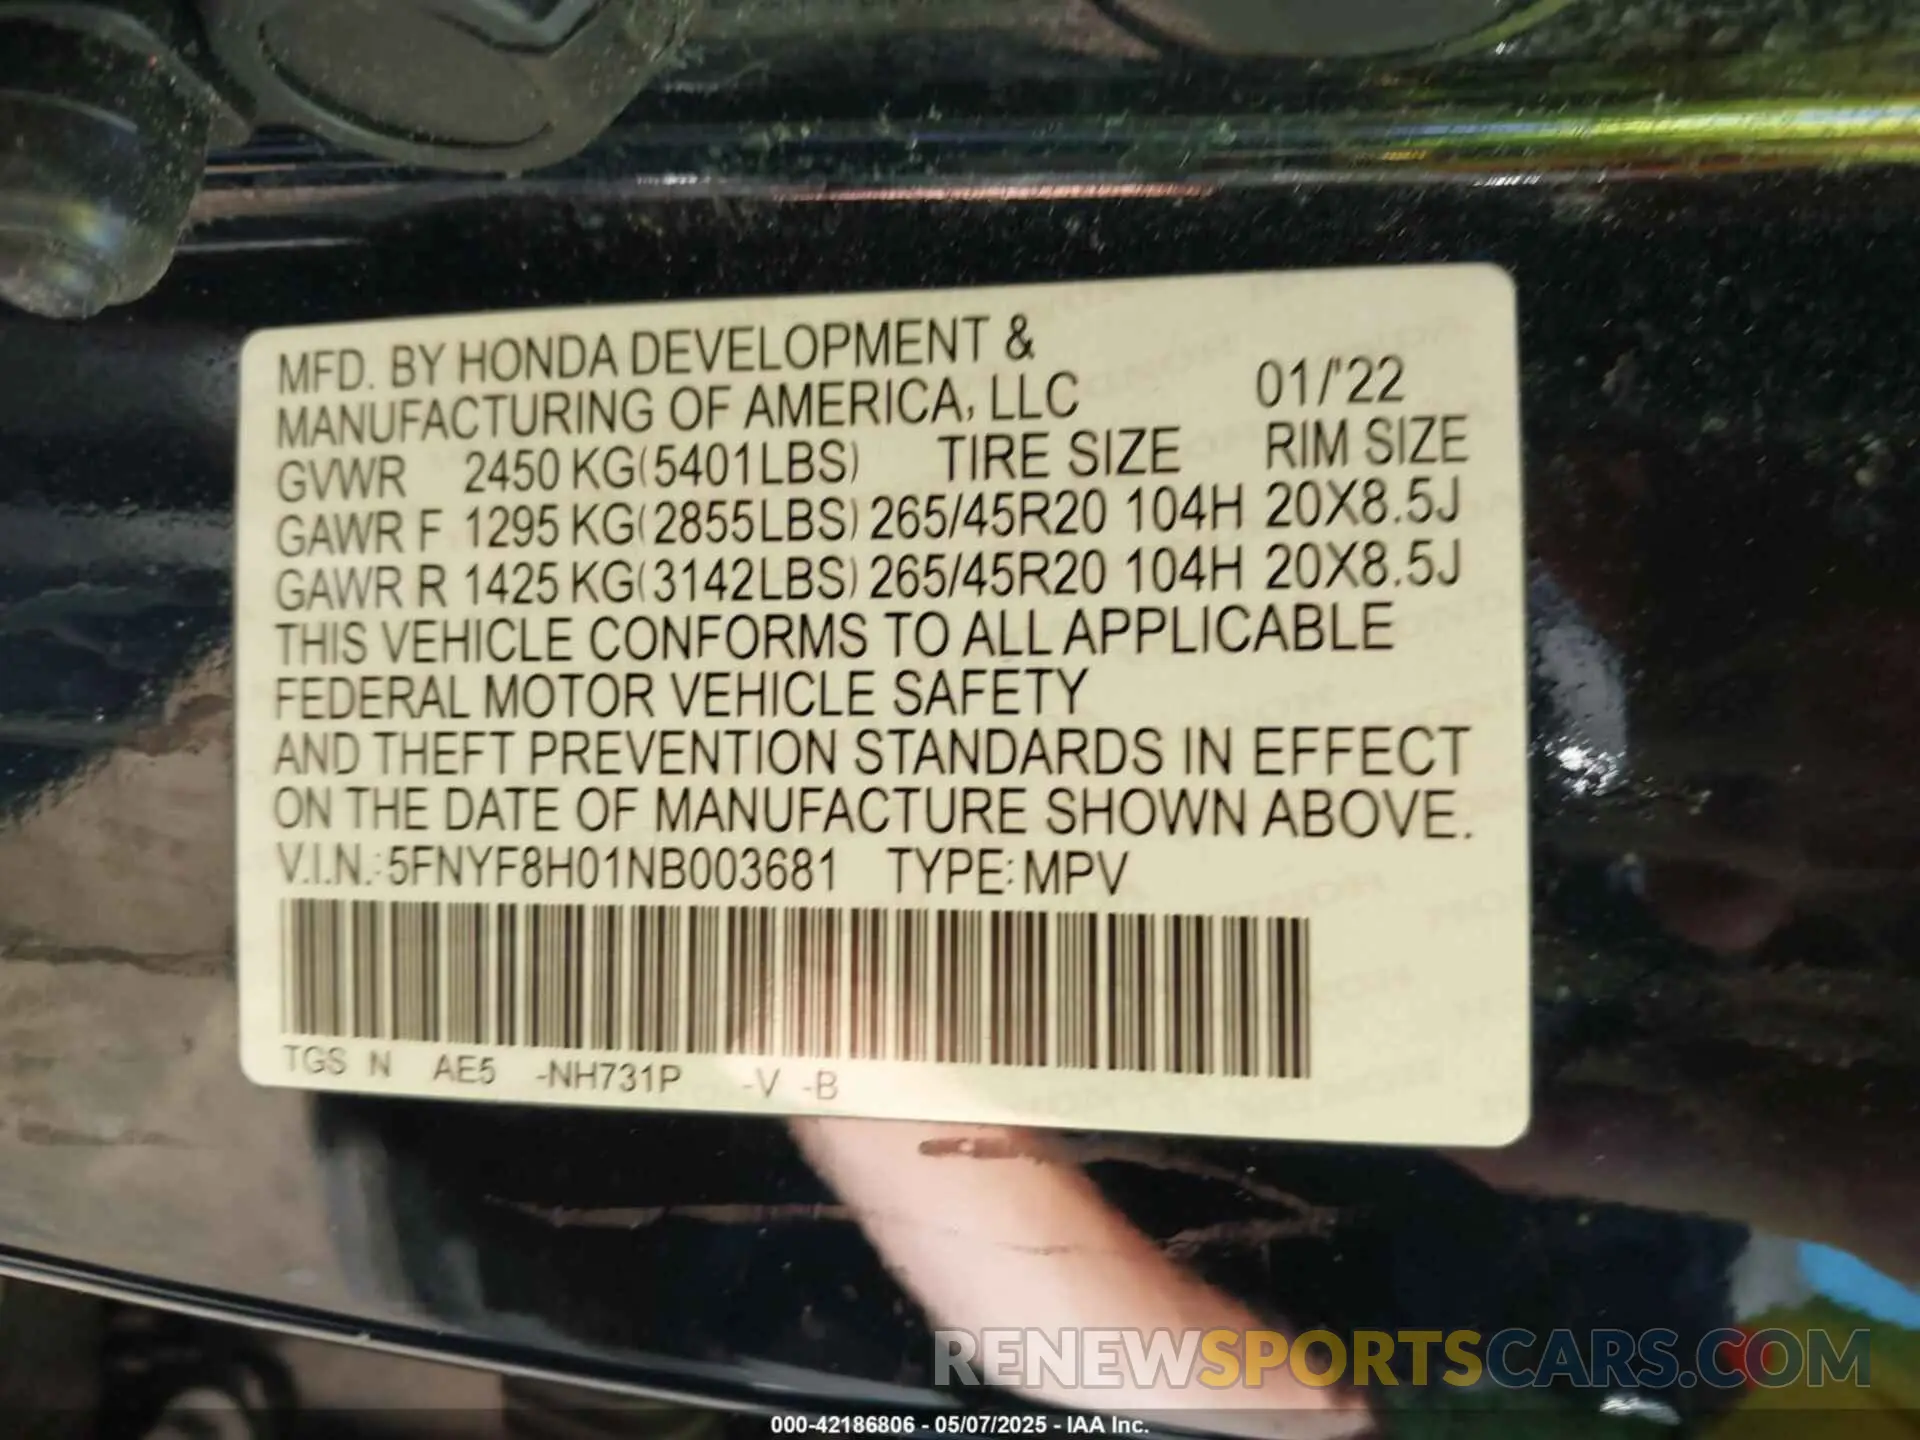 MFD. BY HONDA DEVELOPMENT &
MANUFACTURING OF AMERICA, LLC 01/'22
GVWR 2450 KG(5401LBS) TIRE SIZE RIM SIZE
GAWR F 1295 KG(2855LBS) 265/45R20 104H 20X8.5J
GAWR R 1425 KG(3142LBS) 265/45R20 104H 20X8.5J
THIS VEHICLE CONFORMS TO ALL APPLICABLE
FEDERAL MOTOR VEHICLE SAFETY
AND THEFT PREVENTION STANDARDS IN EFFECT
ON THE DATE OF MANUFACTURE SHOWN ABOVE.
V.I.N.: 5FNYF8H01NB003681 TYPE: MPV
TGS N AE5 -NH731P -V -B
RENEWSPORTSCARS.COM
000-42186806 - 05/07/2025 - IAA Inc.